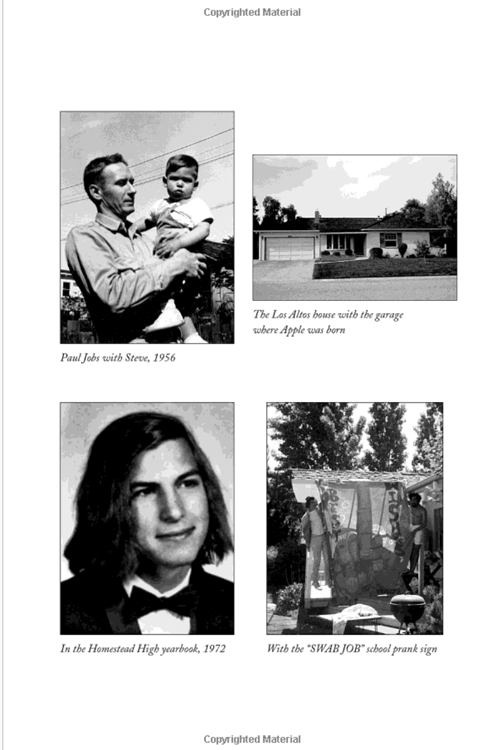 Copyrighted Material
Paul Jobs with Steve, 1956
The Los Altos house with the garage
where Apple was born
In the Homestead High yearbook, 1972
With the "SWAB JOB" school prank sign
Copyrighted Material